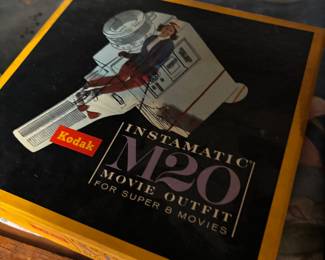 Kodak
INSTAMATIC®
M20
MOVIE OUTFIT
FOR SUPER 8 MOVIES